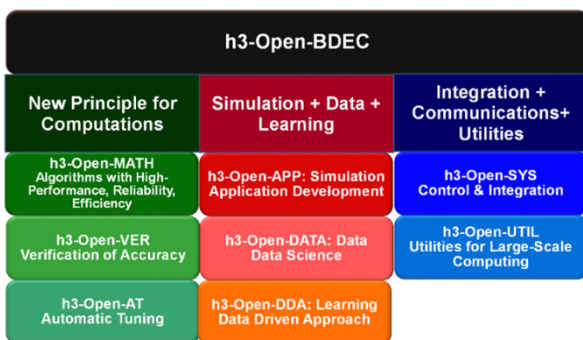 h3-Open-BDEC
New Principle for
Computations
Simulation + Data +
Learning
Integration +
Communications+
Utilities
h3-Open-MATH
Algorithms with High-
Performance, Reliability,
Efficiency
h3-Open-APP: Simulation
Application Development
h3-Open-SYS
Control & Integration
h3-Open-VER
Verification of Accuracy
h3-Open-DATA: Data
Data Science
h3-Open-UTIL
Utilities for Large-Scale
Computing
h3-Open-AT
Automatic Tuning
h3-Open-DDA: Learning
Data Driven Approach